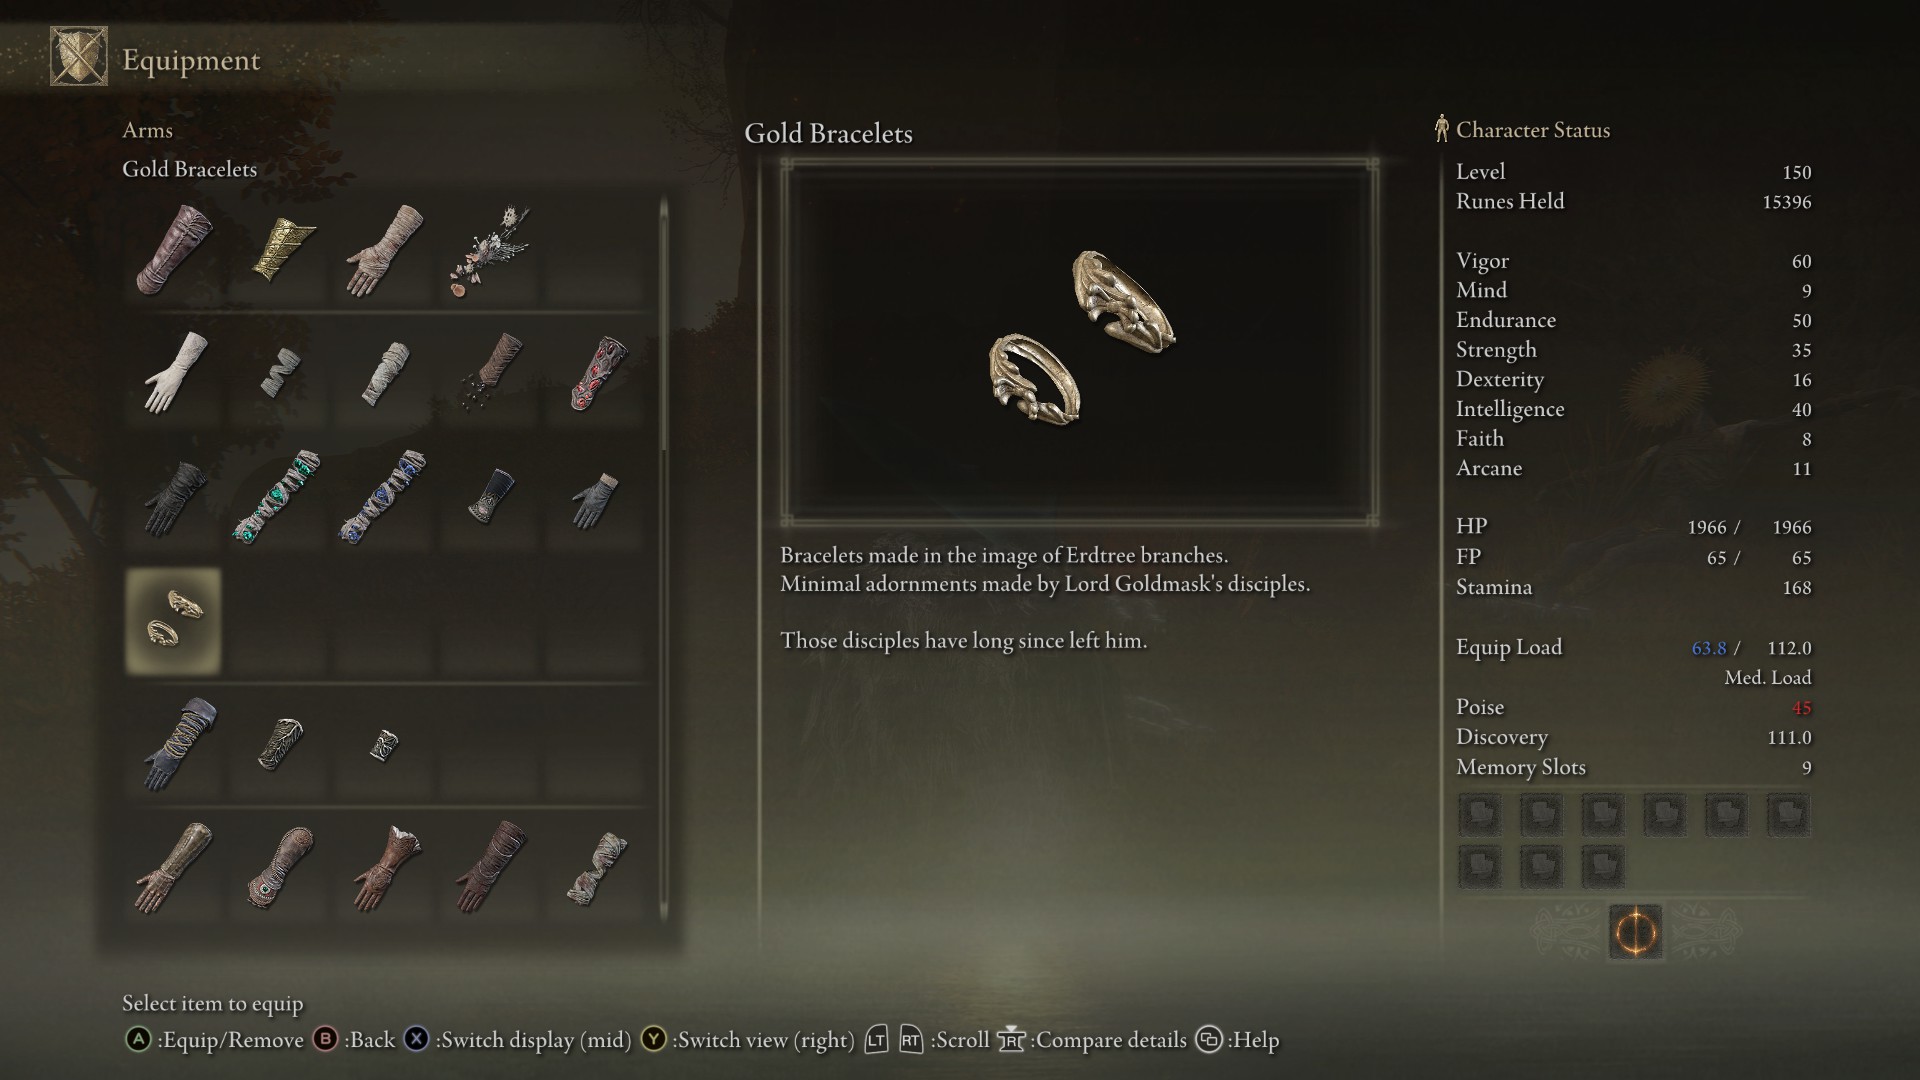 Equipment
Arms
Gold Bracelets
Gold Bracelets
Bracelets made in the image of Erdtree branches.
Minimal adornments made by Lord Goldmask's disciples.
Those disciples have long since left him.
Character Status
Level 150
Runes Held 15396
Vigor 60
Mind 9
Endurance 50
Strength 35
Dexterity 16
Intelligence 40
Faith 8
Arcane 11
HP 1966 / 1966
FP 65 / 65
Stamina 168
Equip Load 63.8 / 112.0
Med. Load
Poise 45
Discovery 111.0
Memory Slots 9
Select item to equip
A :Equip/Remove B :Back X :Switch display (mid) Y :Switch view (right) LT RT :Scroll R :Compare details :Help